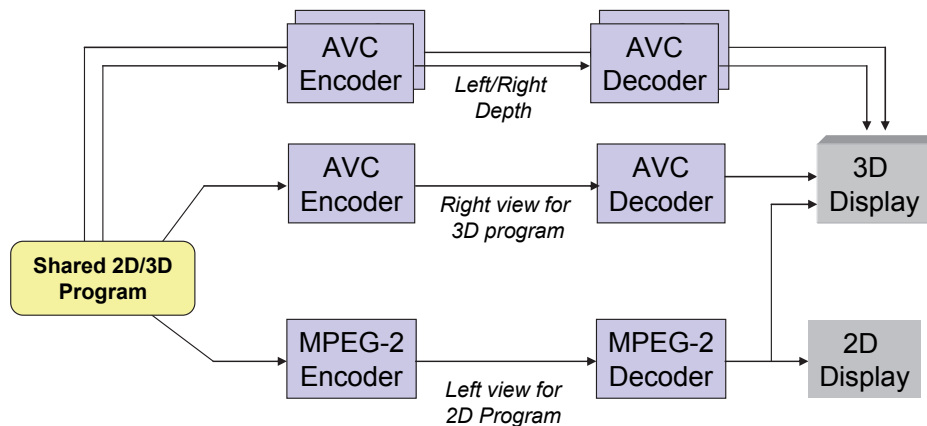 AVC
Encoder
Left/Right
Depth
AVC
Decoder
AVC
Encoder
Right view for
3D program
AVC
Decoder
3D
Display
Shared 2D/3D
Program
MPEG-2
Encoder
Left view for
2D Program
MPEG-2
Decoder
2D
Display